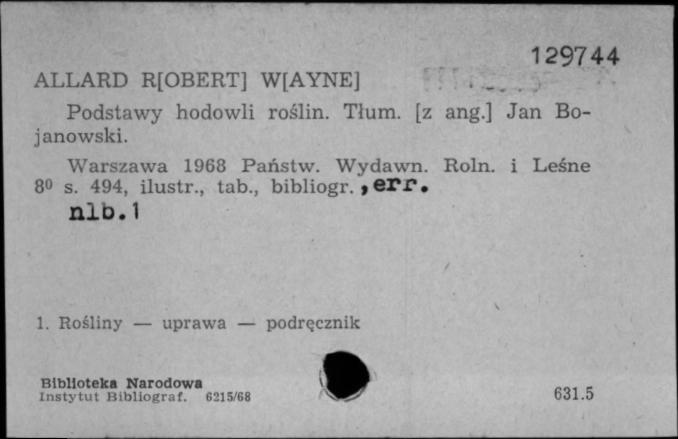 129744
ALLARD R[OBERT] W[AYNE]
Podstawy hodowli roślin. Tłum. [z ang.] Jan Bo-
janowski.
Warszawa 1968 Państw. Wydawn. Roln. i Leśne
8⁰ s. 494, ilustr., tab., bibliogr. , err.
nlb. 1
1. Rośliny — uprawa — podręcznik
Biblioteka Narodowa
Instytut Bibliograf. 6215/68
631.5